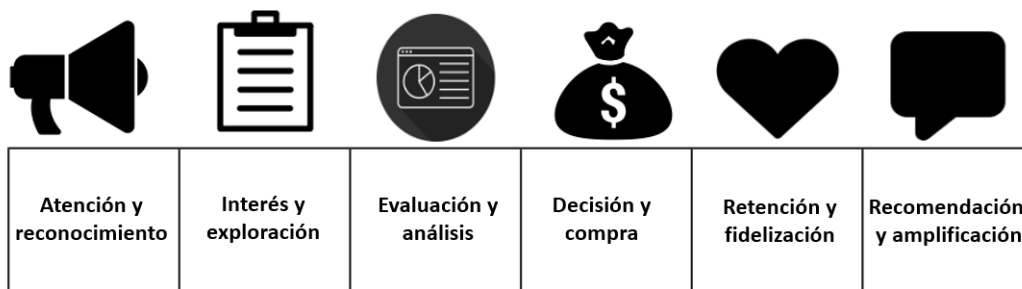 $
Atención y
reconocimiento
Interés y
exploración
Evaluación y
análisis
Decisión y
compra
Retención y
fidelización
Recomendación
y amplificación